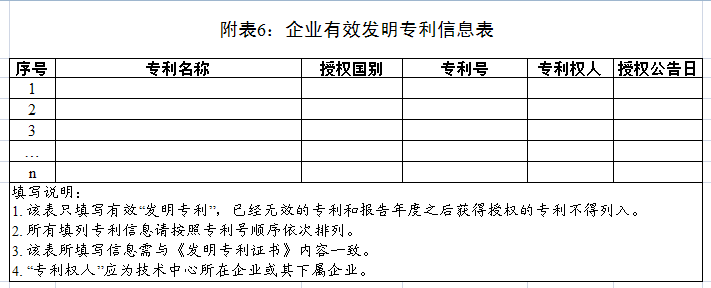 附表6：企业有效发明专利信息表
序号 专利名称 授权国别 专利号 专利权人 授权公告日
1
2
3
…
n
填写说明：
1. 该表只填写有效“发明专利”，已经无效的专利和报告年度之后获得授权的专利不得列入。
2. 所有填列专利信息请按照专利号顺序依次排列。
3. 该表所填写信息需与《发明专利证书》内容一致。
4. “专利权人”应为技术中心所在企业或其下属企业。